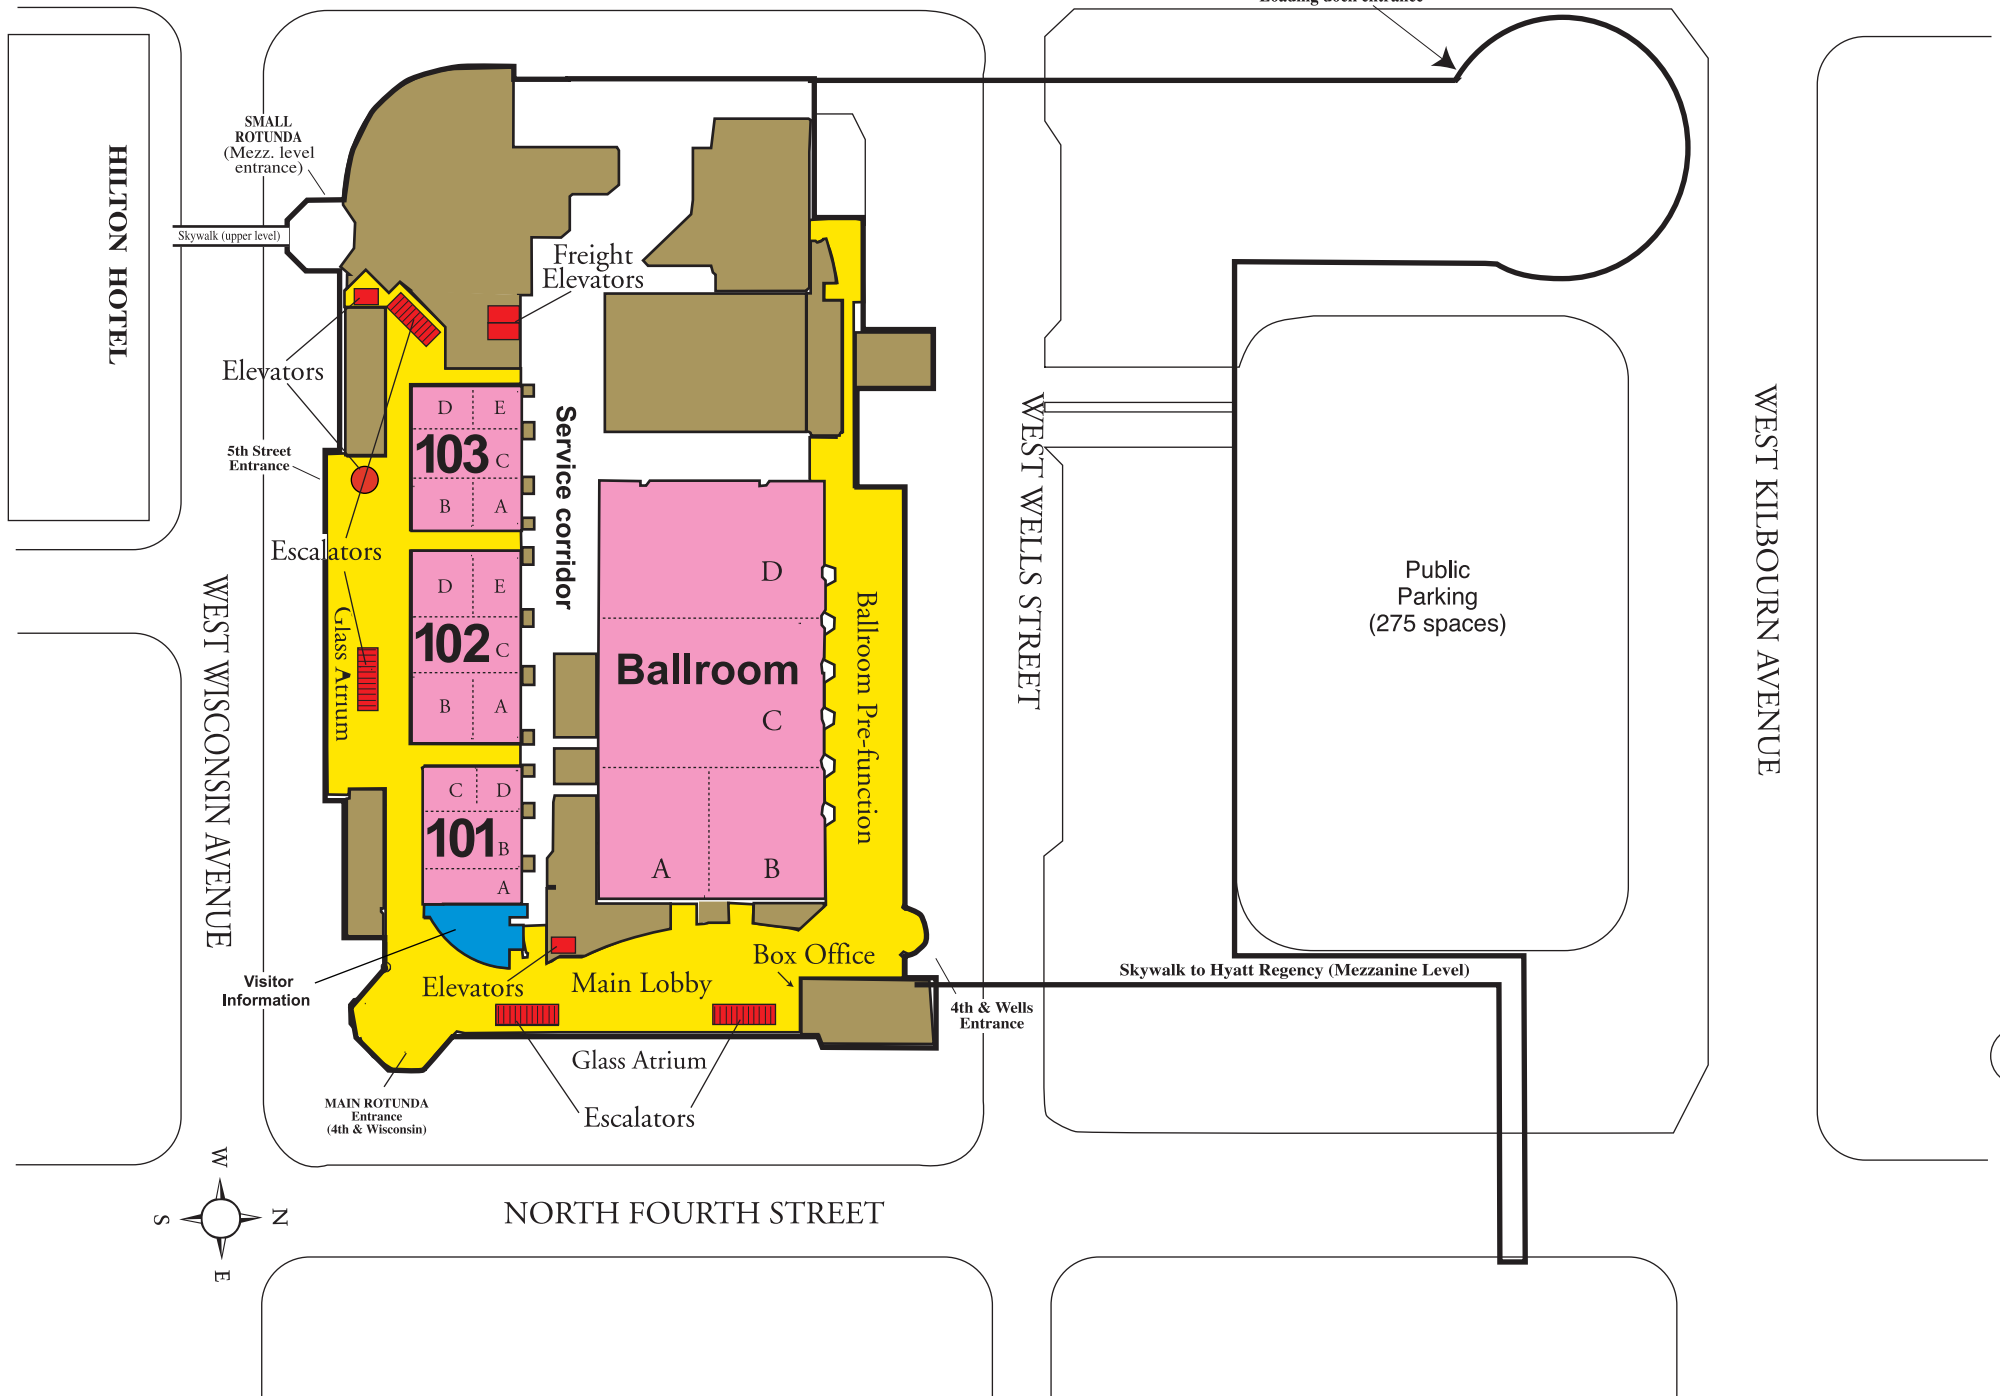 Loading dock entrance
SMALL
ROTUNDA
(Mezz. level
entrance)
HILTON HOTEL
Skywalk (upper level)
Freight
Elevators
Elevators
5th Street
Entrance
Escalators
Glass Atrium
WEST WISCONSIN AVENUE
D
E
103
C
B
A
D
E
102
C
B
A
C
D
101
B
A
Service corridor
D
Ballroom
C
A
B
Ballroom Pre-function
WEST WELLS STREET
Public
Parking
(275 spaces)
WEST KILBOURN AVENUE
Visitor
Information
Elevators
Main Lobby
Box Office
Skywalk to Hyatt Regency (Mezzanine Level)
4th & Wells
Entrance
Glass Atrium
Escalators
MAIN ROTUNDA
Entrance
(4th & Wisconsin)
W
N
S
E
NORTH FOURTH STREET